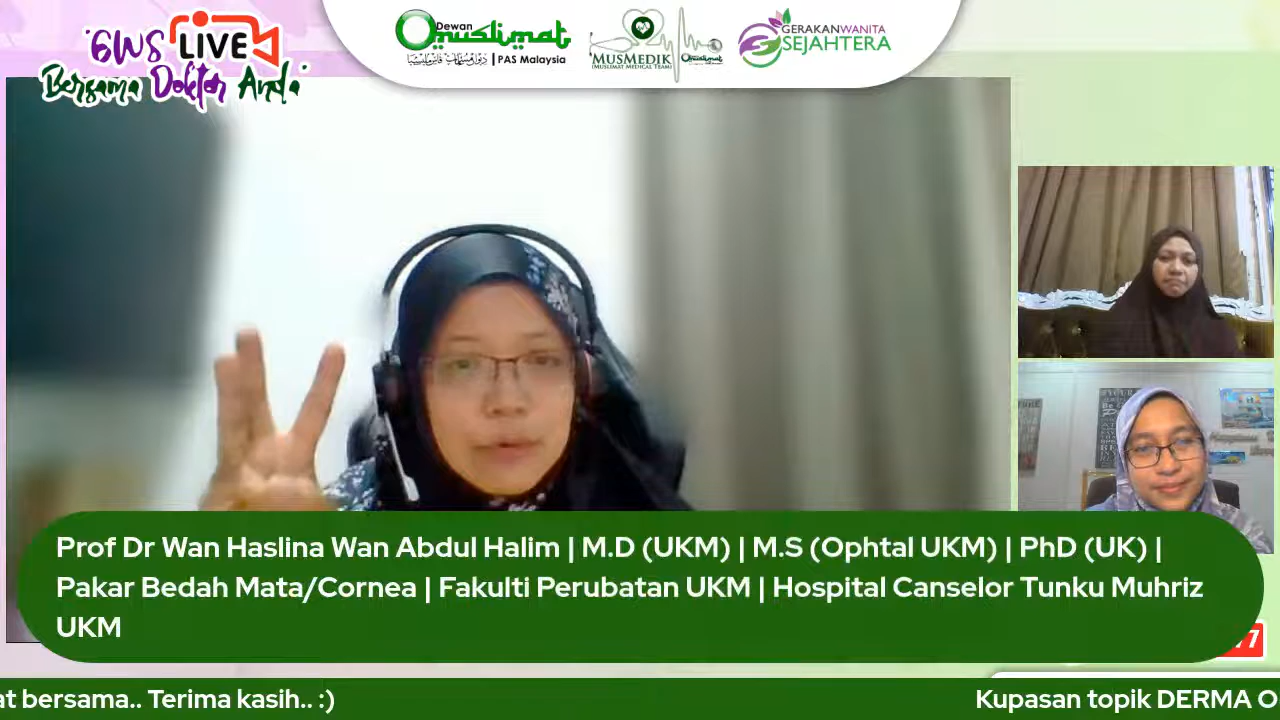 GWS LIVE
Bersama Doktor Anda
Dewan
muslimat
| PAS Malaysia
MUSMEDIK
(MUSLIMAT MEDICAL TEAM)
muslimat
GERAKANWANITA
SEJAHTERA
Prof Dr Wan Haslina Wan Abdul Halim | M.D (UKM) | M.S (Ophtal UKM) | PhD (UK) |
Pakar Bedah Mata/Cornea | Fakulti Perubatan UKM | Hospital Canselor Tunku Muhriz
UKM
at bersama.. Terima kasih.. :)
Kupasan topik DERMA O